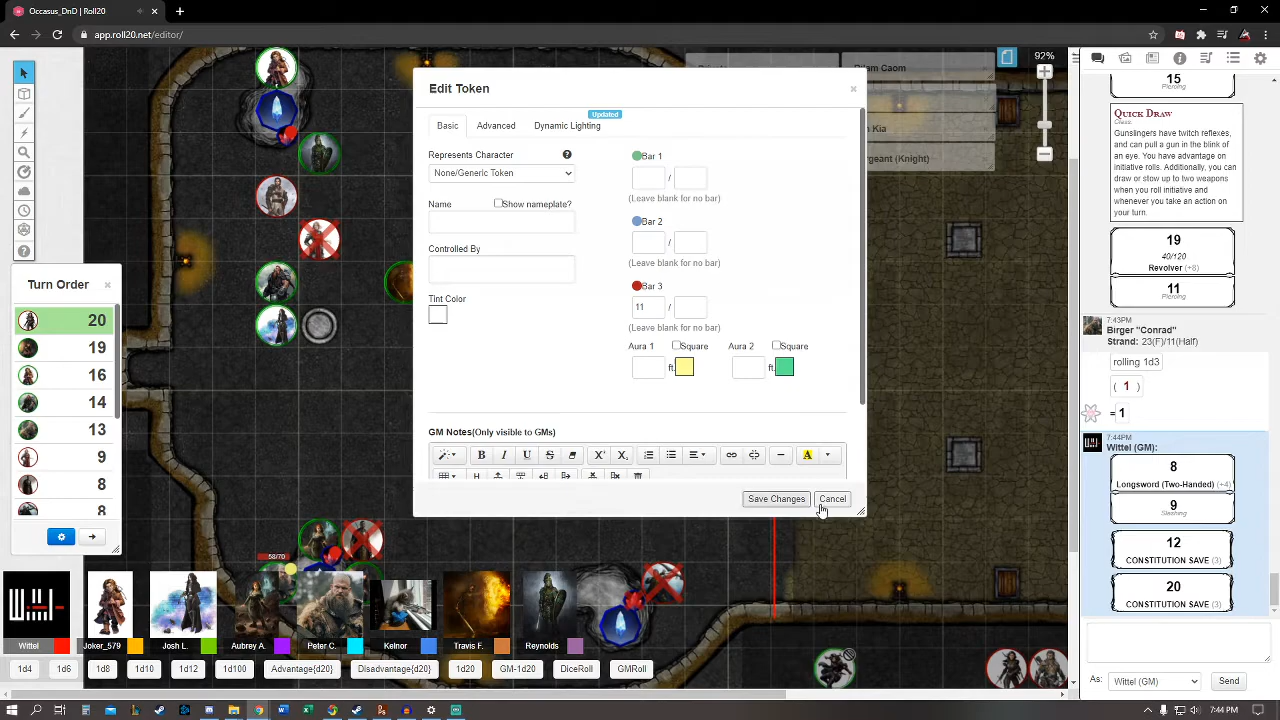 Occasus_DnD | Roll20
app.roll20.net/editor/
92%
Turn Order
20
19
16
14
13
9
8
Edit Token
Updated
Basic
Advanced
Dynamic Lighting
Represents Character
None/Generic Token
Name
Show nameplate?
Controlled By
Tint Color
Bar 1
/
(Leave blank for no bar)
Bar 2
/
(Leave blank for no bar)
Bar 3
11 /
(Leave blank for no bar)
Aura 1
Square
Aura 2
Square
ft.
ft.
GM Notes(Only visible to GMs)
B I U S X' X,
H
A
Save Changes
Cancel
Caom
Kia
(Knight)
58/70
Wittel
Joker_579
Josh L.
Aubrey A.
Peter C.
Kelnor
Travis F.
Reynolds
1d4
1d6
1d8
1d10
1d12
1d100
Advantage{d20}
Disadvantage{d20}
1d20
GM-1d20
DiceRoll
GMRoll
15
Piercing
Quick Draw
Class
Gunslingers have twitch reflexes,
and can pull a gun in the blink of
an eye. You have advantage on
initiative rolls. Additionally, you can
draw or stow up to two weapons
when you roll initiative and
whenever you take an action on
your turn.
19
40/120
Revolver (+8)
11
Piercing
7:43PM
Birger "Conrad"
Strand: 23(F)/11(Half)
rolling 1d3
( 1 )
= 1
7:44PM
Wittel (GM):
8
Longsword (Two-Handed) (+4)
9
Slashing
12
CONSTITUTION SAVE (3)
20
CONSTITUTION SAVE (3)
As:
Wittel (GM)
Send
7:44 PM